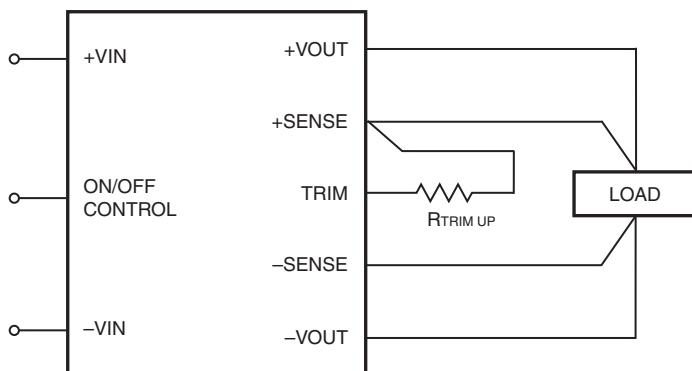 +VIN
ON/OFF
CONTROL
–VIN
+VOUT
+SENSE
TRIM
–SENSE
–VOUT
RTRIM UP
LOAD